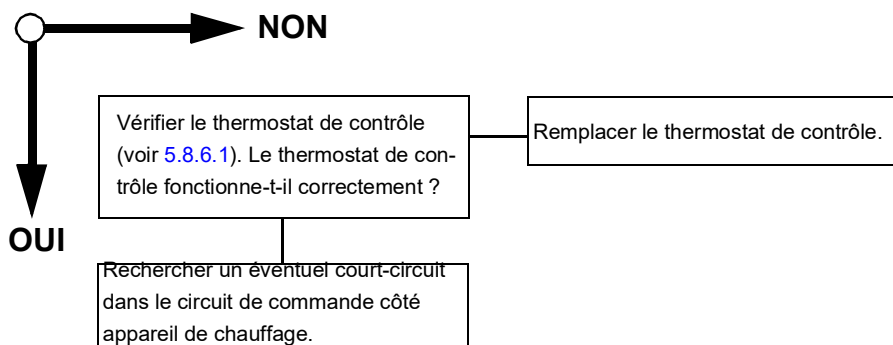 NON
Vérifier le thermostat de contrôle
(voir 5.8.6.1). Le thermostat de con-
trôle fonctionne-t-il correctement ?
Remplacer le thermostat de contrôle.
OUI
Rechercher un éventuel court-circuit
dans le circuit de commande côté
appareil de chauffage.